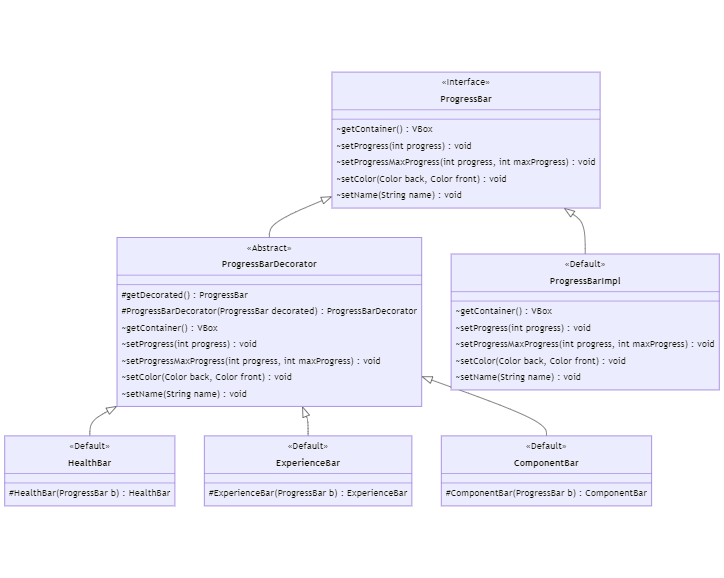 «Interface»
ProgressBar
~getContainer() : VBox
~setProgress(int progress) : void
~setProgressMaxProgress(int progress, int maxProgress) : void
~setColor(Color back, Color front) : void
~setName(String name) : void
«Abstract»
ProgressBarDecorator
#getDecorated() : ProgressBar
#ProgressBarDecorator(ProgressBar decorated) : ProgressBarDecorator
~getContainer() : VBox
~setProgress(int progress) : void
~setProgressMaxProgress(int progress, int maxProgress) : void
~setColor(Color back, Color front) : void
~setName(String name) : void
«Default»
ProgressBarImpl
~getContainer() : VBox
~setProgress(int progress) : void
~setProgressMaxProgress(int progress, int maxProgress) : void
~setColor(Color back, Color front) : void
~setName(String name) : void
«Default»
HealthBar
#HealthBar(ProgressBar b) : HealthBar
«Default»
ExperienceBar
#ExperienceBar(ProgressBar b) : ExperienceBar
«Default»
ComponentBar
#ComponentBar(ProgressBar b) : ComponentBar